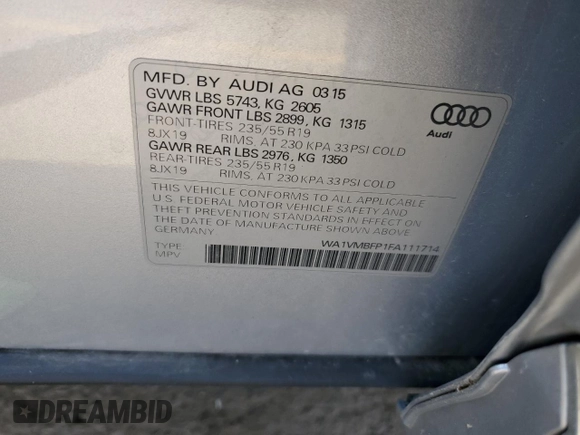 MFD. BY AUDI AG 03 15
GVWR LBS 5743, KG 2605
GAWR FRONT LBS 2899, KG 1315
FRONT-TIRES 235/55 R19
8JX19 RIMS, AT 230 KPA 33 PSI COLD
GAWR REAR LBS 2976, KG 1350
REAR-TIRES 235/55 R19
8JX19 RIMS, AT 230 KPA 33 PSI COLD
THIS VEHICLE CONFORMS TO ALL APPLICABLE
U.S. FEDERAL MOTOR VEHICLE SAFETY AND
THEFT PREVENTION STANDARDS IN EFFECT ON
THE DATE OF MANUFACTURE SHOWN ABOVE
GERMANY
WA1VMBFP1FA111714
TYPE:
MPV
Audi
DREAMBID